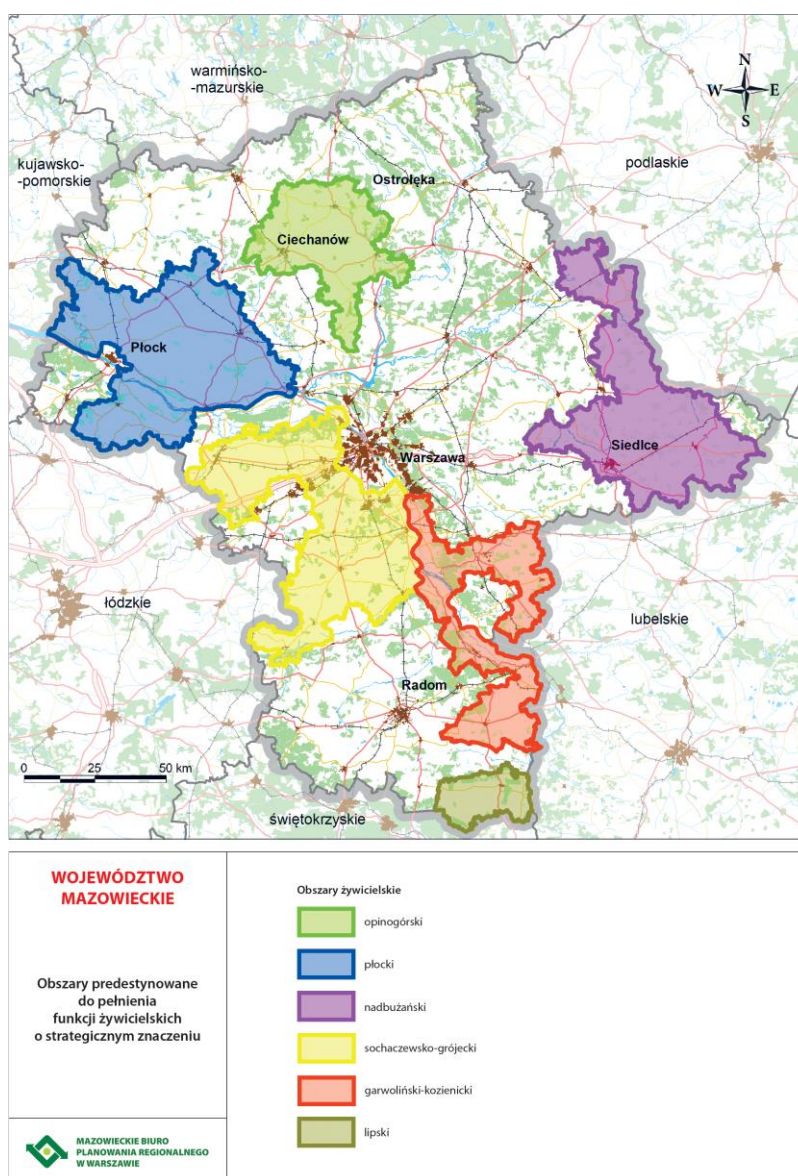 warmińsko-
-mazurskie
N
W E
S
kujawsko-
-pomorskie
podlaskie
Ostrołęka
Ciechanów
Płock
Siedlce
Warszawa
łódzkie
lubelskie
Radom
0 25 50 km
świętokrzyskie
WOJEWÓDZTWO
MAZOWIECKIE
Obszary predestynowane
do pełnienia
funkcji żywicielskich
o strategicznym znaczeniu
MAZOWIECKIE BIURO
PLANOWANIA REGIONALNEGO
W WARSZAWIE
Obszary żywicielskie
opinogórski
płocki
nadbużański
sochaczewsko-grójecki
garwoliński-kozienicki
lipski